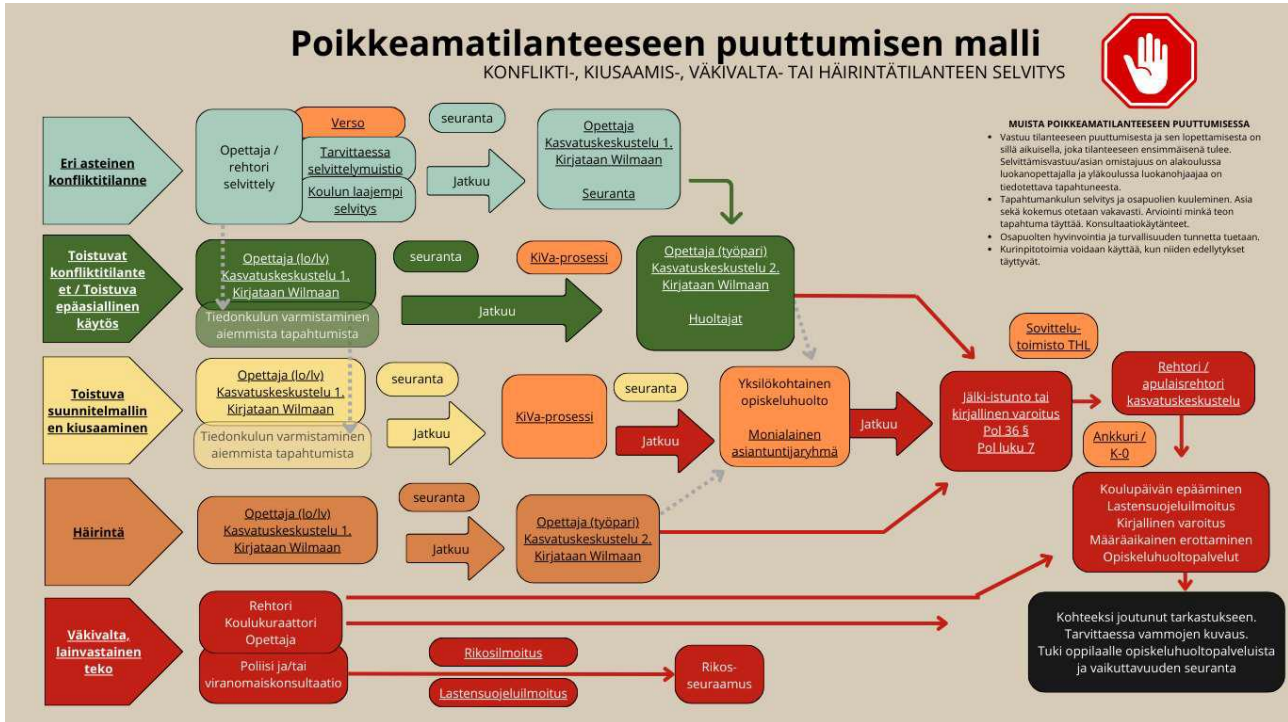 Poikkeamatilanteeseen puuttumisen malli
KONFLIKTI-, KIUSAAMIS-, VÄKIVALTA- TAI HÄIRINTÄTILANTEEN SELVITYS
MUISTA POIKKEAMATILANTEESEEN PUUTTUMISESSA
Vastuu tilanteeseen puuttumisesta ja sen lopettamisesta on
sillä aikuisella, joka tilanteeseen ensimmäisenä tulee.
Selvittämisvastuu/asian omistajuus on alakoulussa
luokanopettajalla ja yläkoulussa luokanohjaajaa on
tiedotettava tapahtuneesta.
Tapahtumankulun selvitys ja osapuolien kuuleminen. Asia
sekä kokemus otetaan vakavasti. Arviointi minkä teon
tapahtuma täyttää. Konsultaatiokäytänteet.
Osapuolten hyvinvointia ja turvallisuuden tunnetta tuetaan.
Kurinpitotoimia voidaan käyttää, kun niiden edellytykset
täyttyvät.
Eri asteinen
konfliktitilanne
Opettaja /
rehtori
selvittely
Verso
Tarvittaessa
selvittelymuistio
Koulun laajempi
selvitys
seuranta
Jatkuu
Opettaja
Kasvatuskeskustelu 1.
Kirjataan Wilmaan
Seuranta
Toistuvat
konfliktitilante
et / Toistuva
epäasiallinen
käytös
Opettaja (lo/lv)
Kasvatuskeskustelu 1.
Kirjataan Wilmaan
Tiedonkulun varmistaminen
aiemmista tapahtumista
seuranta
Jatkuu
KiVa-prosessi
Opettaja (työpari)
Kasvatuskeskustelu 2.
Kirjataan Wilmaan
Huoltajat
Toistuva
suunnitelmallin
en kiusaaminen
Opettaja (lo/lv)
Kasvatuskeskustelu 1.
Kirjataan Wilmaan
Tiedonkulun varmistaminen
aiemmista tapahtumista
seuranta
Jatkuu
KiVa-prosessi
seuranta
Jatkuu
Yksilökohtainen
opiskeluhuolto
Monialainen
asiantuntijaryhmä
Jatkuu
Jälki-istunto tai
kirjallinen varoitus
Pol 36 §
Pol luku 7
Sovittelu-
toimisto THL
Rehtori /
apulaisrehtori
kasvatuskeskustelu
Ankkuri /
K-0
Koulupäivän epääminen
Lastensuojeluilmoitus
Kirjallinen varoitus
Määräaikainen erottaminen
Opiskeluhuoltopalvelut
Häirintä
Opettaja (lo/lv)
Kasvatuskeskustelu 1.
Kirjataan Wilmaan
seuranta
Jatkuu
Opettaja (työpari)
Kasvatuskeskustelu 2.
Kirjataan Wilmaan
Väkivalta,
lainvastainen
teko
Rehtori
Koulukuraattori
Opettaja
Poliisi ja/tai
viranomaiskonsultaatio
Rikosilmoitus
Lastensuojeluilmoitus
Rikos-
seuraamus
Kohteeksi joutunut tarkastukseen.
Tarvittaessa vammojen kuvaus.
Tuki oppilaalle opiskeluhuoltopalveluista
ja vaikuttavuuden seuranta